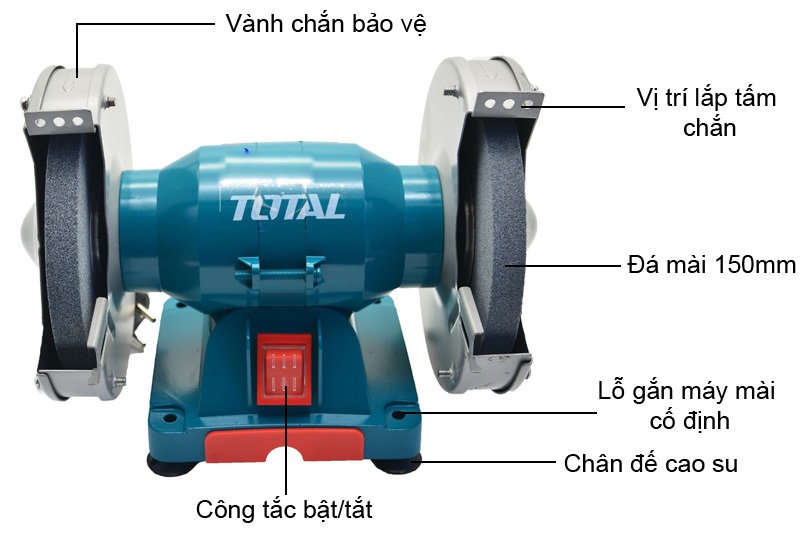 Vành chắn bảo vệ
Vị trí lắp tấm
chắn
TOTAL
Đá mài 150mm
Lỗ gắn máy mài
cố định
Chân đế cao su
Công tắc bật/tắt